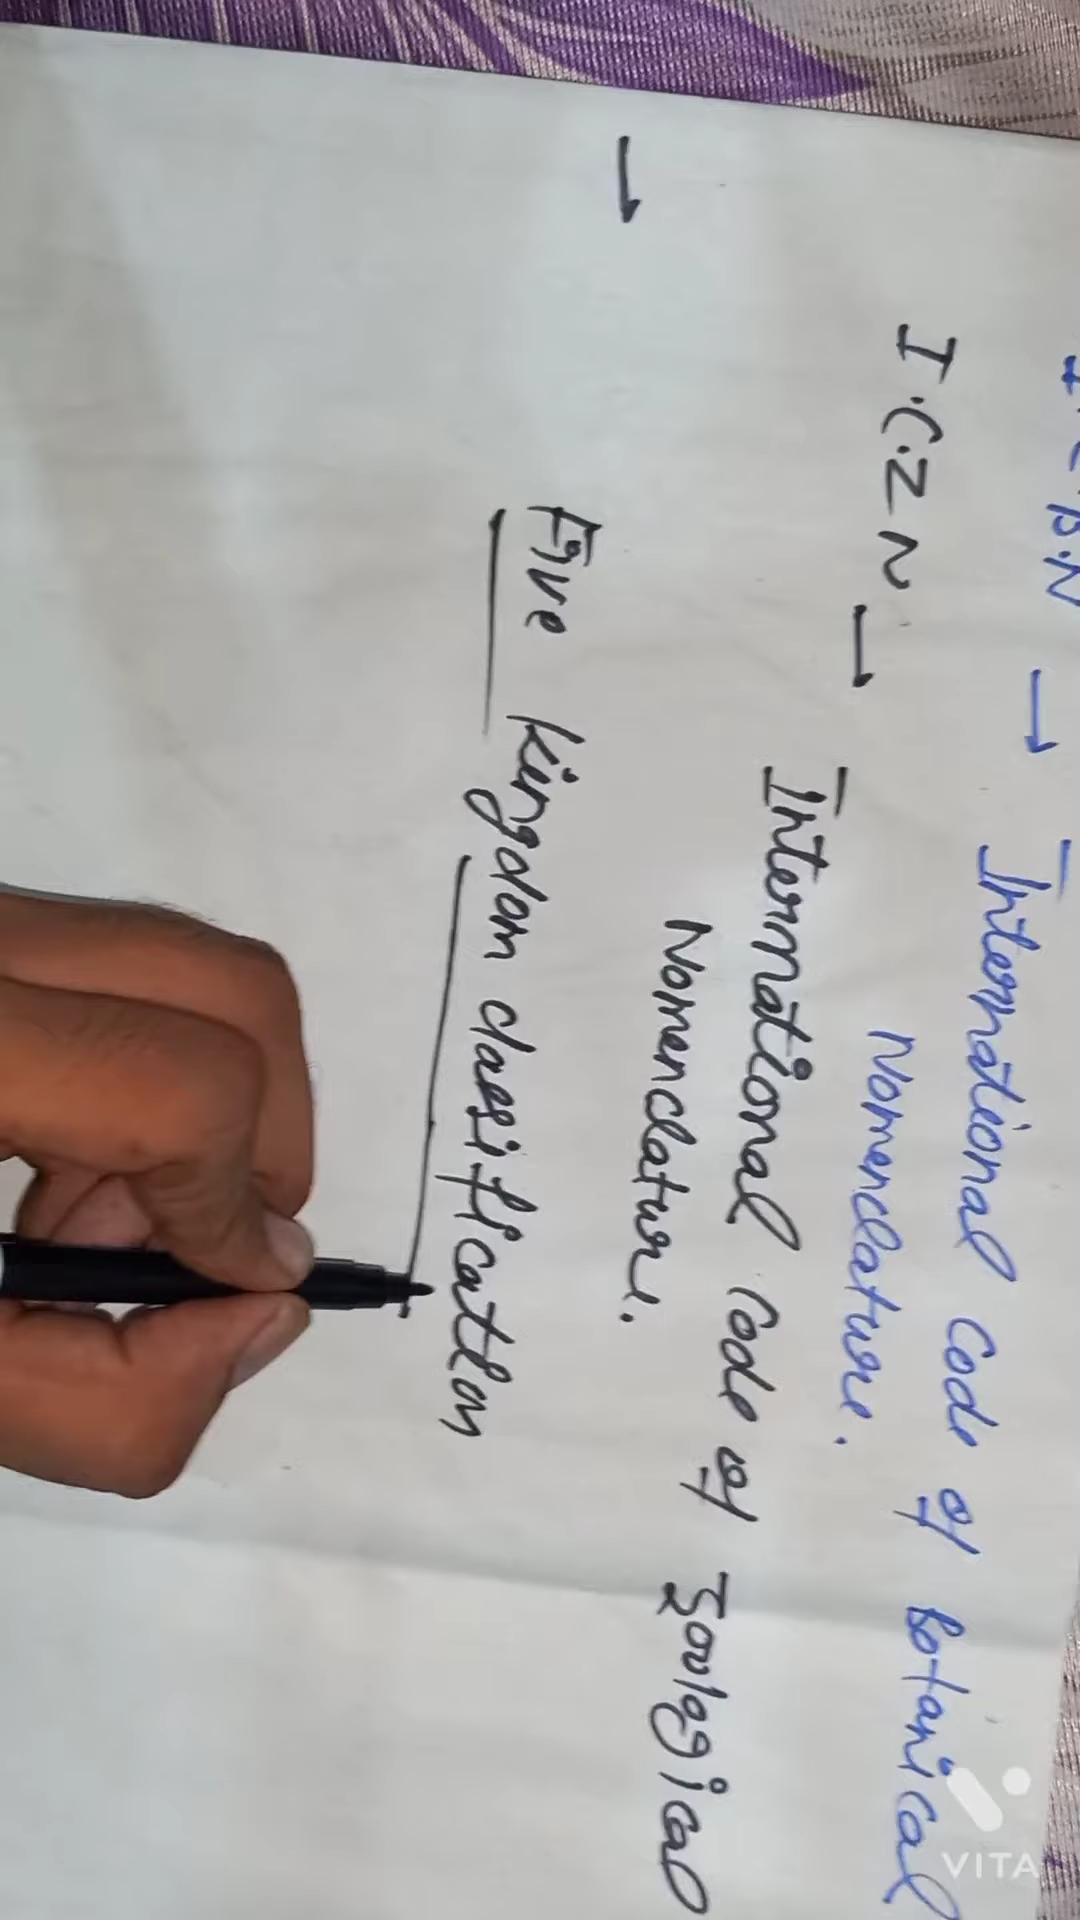 I.C.B.N → International Code of Botanical
Nomenclature.
I.C.Z N → International Code of Zoological
Nomenclature.
→ Five Kingdom classification
VITA